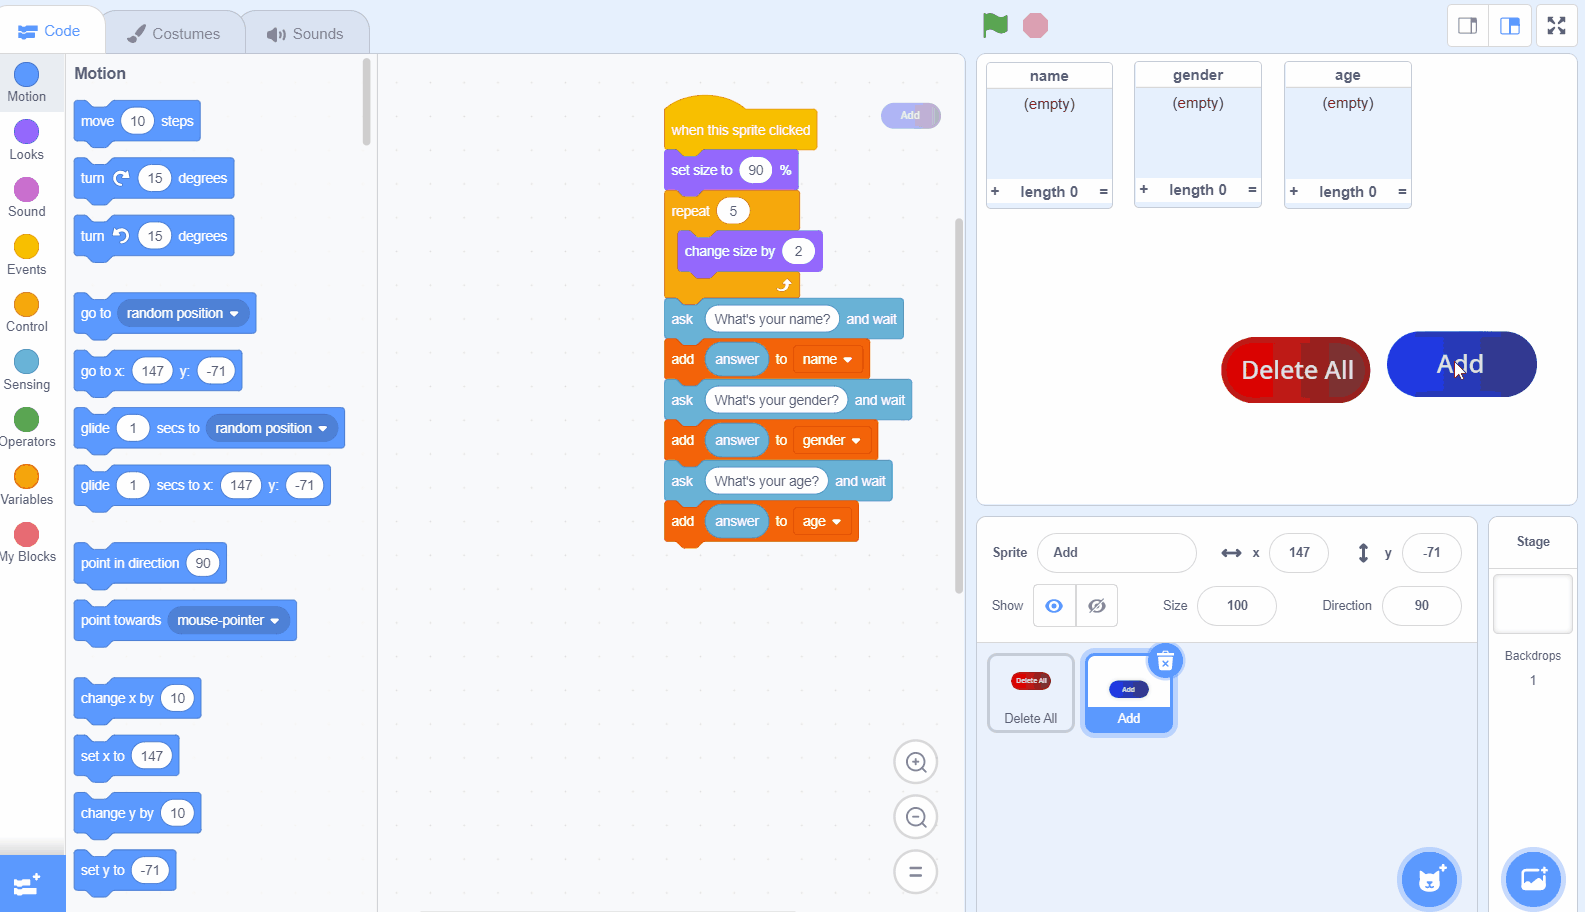 Code
Costumes
Sounds
Motion
Looks
Sound
Events
Control
Sensing
Operators
Variables
My Blocks
Motion
move 10 steps
turn 15 degrees
turn 15 degrees
go to random position
go to x: 147 y: -71
glide 1 secs to random position
glide 1 secs to x: 147 y: -71
point in direction 90
point towards mouse-pointer
change x by 10
set x to 147
change y by 10
set y to -71
Add
when this sprite clicked
set size to 90 %
repeat 5
change size by 2
ask What's your name? and wait
add answer to name
ask What's your gender? and wait
add answer to gender
ask What's your age? and wait
add answer to age
name
(empty)
+ length 0 =
gender
(empty)
+ length 0 =
age
(empty)
+ length 0 =
Delete All
Add
Sprite Add x 147 y -71
Show Size 100 Direction 90
Delete All
Delete All
Add
Add
Stage
Backdrops
1